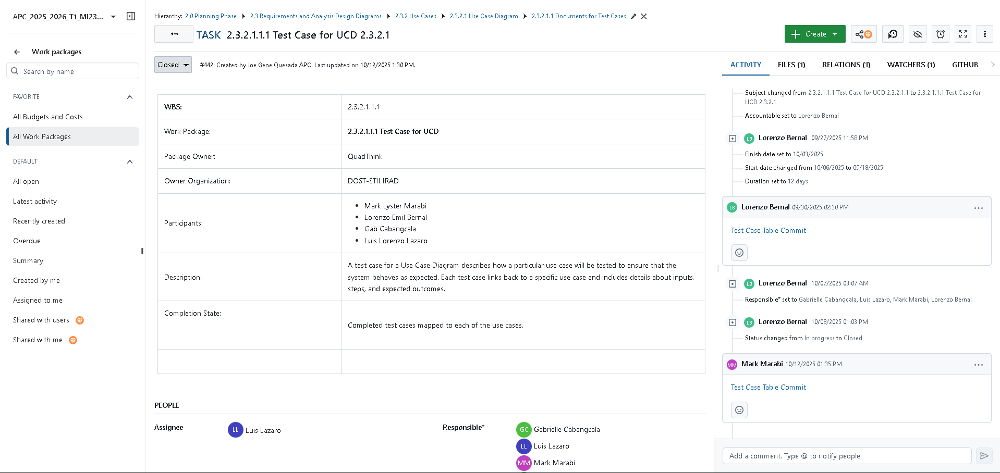 APC_2025_2026_T1_MI23...
Work packages
Search by name
FAVORITE
All Budgets and Costs
All Work Packages
DEFAULT
All open
Latest activity
Recently created
Overdue
Summary
Created by me
Assigned to me
Shared with users
Shared with me
Hierarchy: 2.0 Planning Phase 2.3 Requirements and Analysis Design Diagrams 2.3.2 Use Cases 2.3.2.1 Use Case Diagram 2.3.2.1.1 Documents for Test Cases
TASK 2.3.2.1.1.1 Test Case for UCD 2.3.2.1
Create
Closed #442: Created by Joe Gene Quesada APC. Last updated on 10/12/2025 1:30 PM.
WBS: 2.3.2.1.1.1
Work Package: 2.3.2.1.1.1 Test Case for UCD
Package Owner: QuadThink
Owner Organization: DOST-STII IRAD
Participants:
• Mark Lyster Marabi
• Lorenzo Emil Bernal
• Gab Cabangcala
• Luis Lorenzo Lazaro
Description:
A test case for a Use Case Diagram describes how a particular use case will be tested to ensure that the
system behaves as expected. Each test case links back to a specific use case and includes details about inputs,
steps, and expected outcomes.
Completion State:
Completed test cases mapped to each of the use cases.
PEOPLE
Assignee LL Luis Lazaro
Responsible* GC Gabrielle Cabangcala
LL Luis Lazaro
MM Mark Marabi
ACTIVITY FILES (1) RELATIONS (1) WATCHERS (1) GITHUB
Subject changed from 2.3.2.1.1.1 Test Case for UCD 2.3.2.1.1 to 2.3.2.1.1.1 Test Case for
UCD 2.3.2.1
Accountable set to Lorenzo Bernal
LB Lorenzo Bernal 09/27/2025 11:58 PM
Finish date set to 10/03/2025
Start date changed from 10/06/2025 to 09/18/2025
Duration set to 12 days
LB Lorenzo Bernal 09/30/2025 02:30 PM
Test Case Table Commit
LB Lorenzo Bernal 10/07/2025 03:07 AM
Responsible* set to Gabrielle Cabangcala, Luis Lazaro, Mark Marabi, Lorenzo Bernal
LB Lorenzo Bernal 10/08/2025 01:03 PM
Status changed from In progress to Closed
MM Mark Marabi 10/12/2025 01:35 PM
Test Case Table Commit
Add a comment. Type @ to notify people.